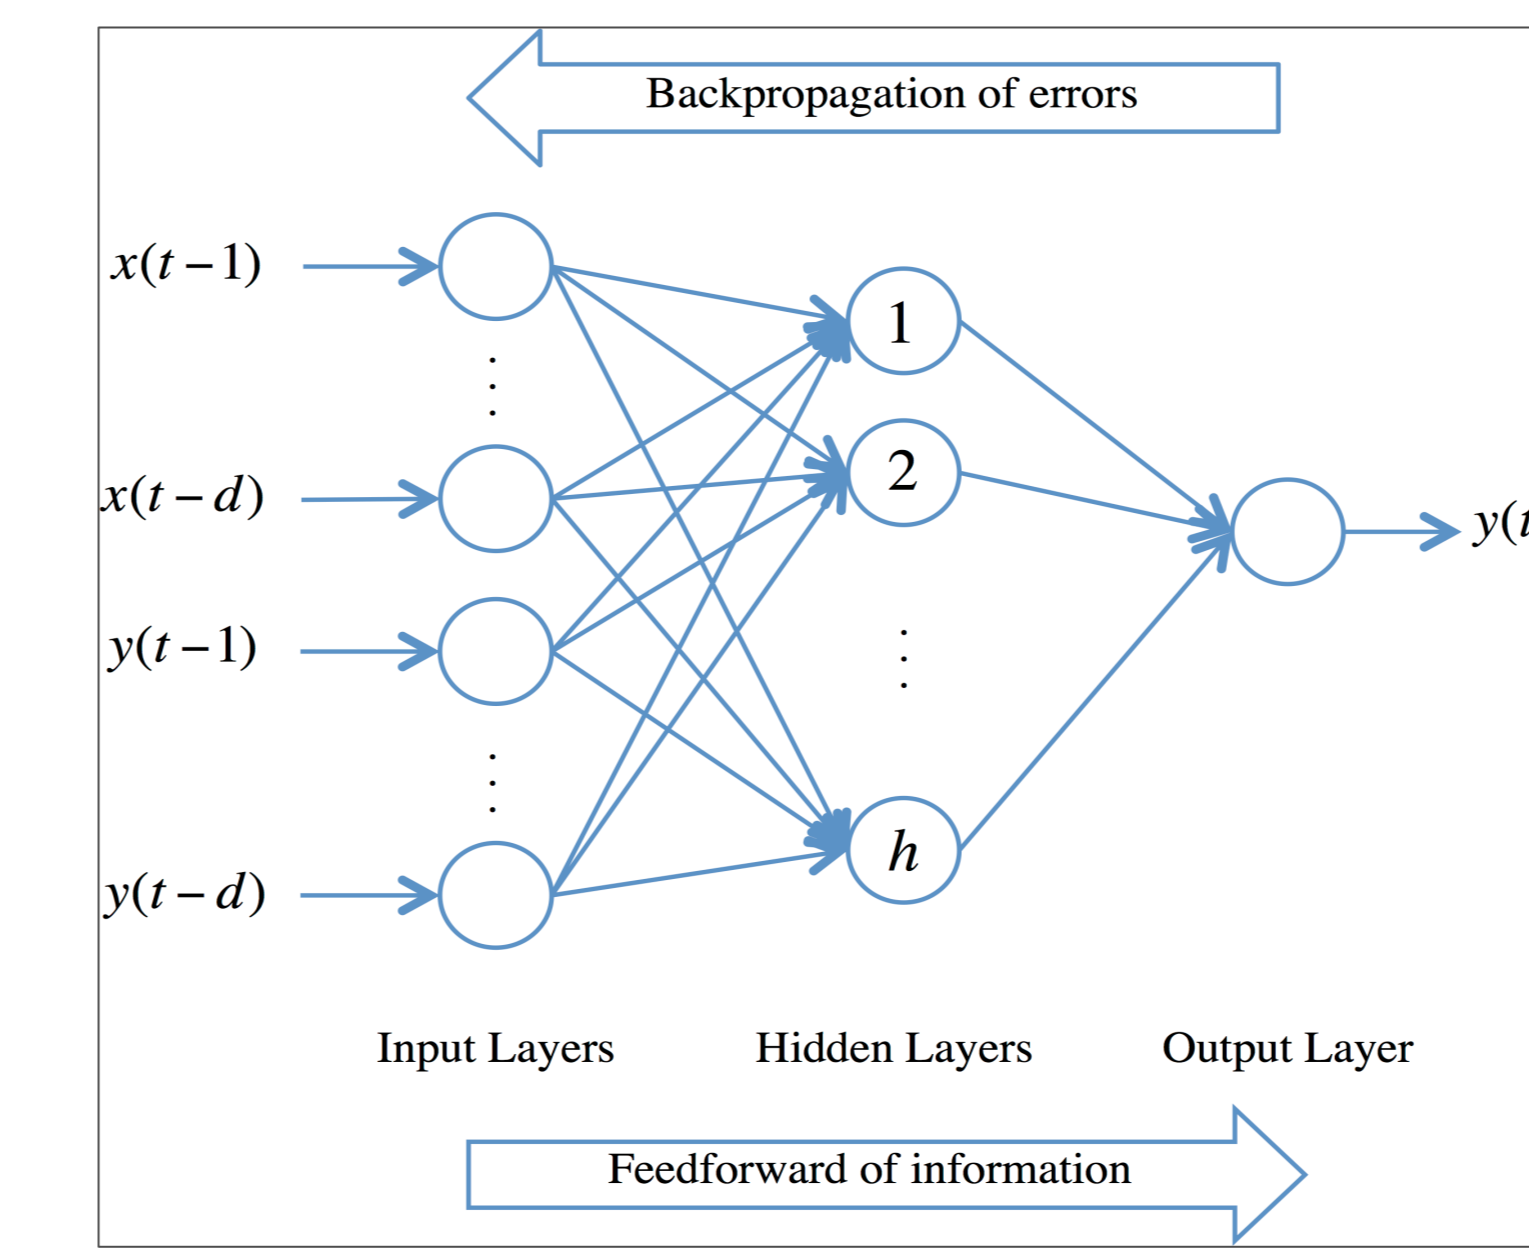 Backpropagation of errors
x(t − 1)
1
x(t − d)
2
y(t
y(t − 1)
h
y(t − d)
Input Layers Hidden Layers Output Layer
Feedforward of information